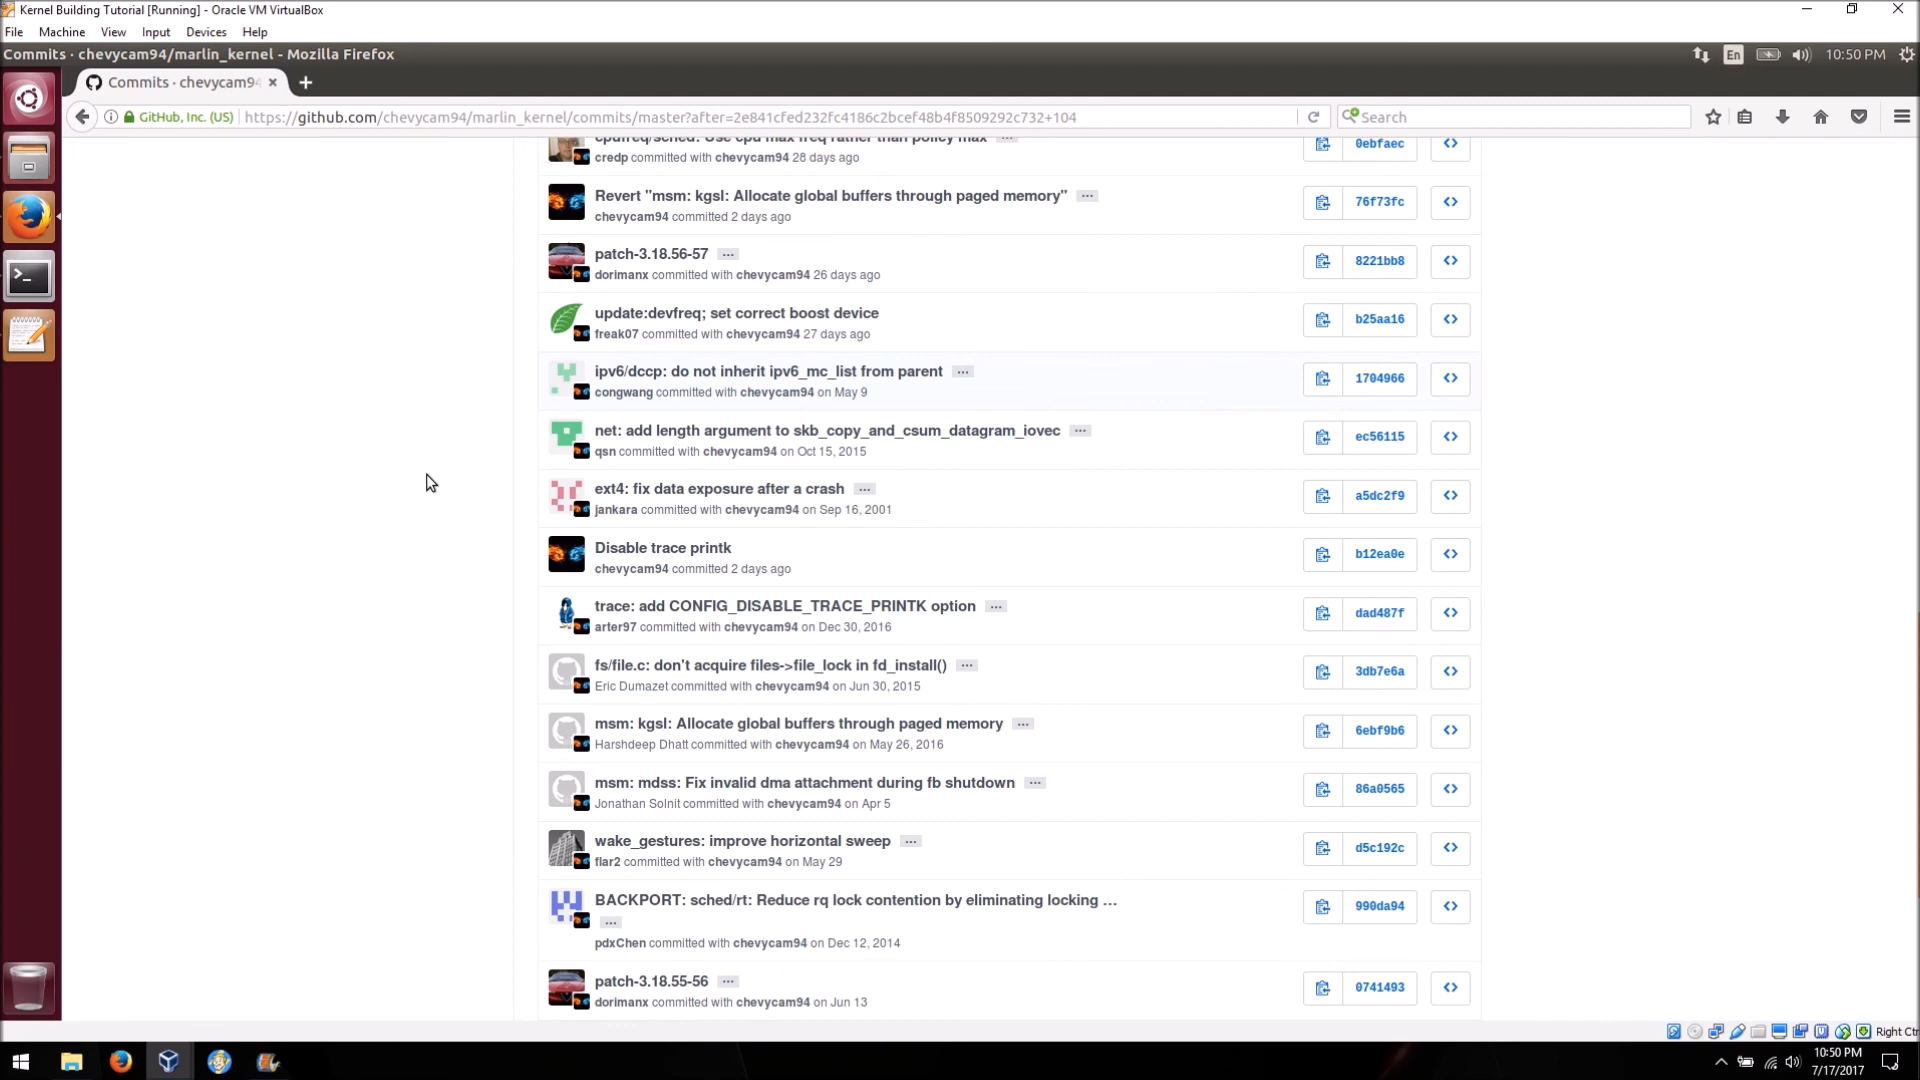 Kernel Building Tutorial [Running] - Oracle VM VirtualBox
File Machine View Input Devices Help
Commits · chevycam94/marlin_kernel - Mozilla Firefox
En 10:50 PM
Commits · chevycam94
GitHub, Inc. (US) https://github.com/chevycam94/marlin_kernel/commits/master?after=2e841cfed232fc4186c2bcef48b4f8509292c732+104 Search
cpufreq/sched: Use cpu max freq rather than policy max ...
credp committed with chevycam94 28 days ago 0ebfaec
Revert "msm: kgsl: Allocate global buffers through paged memory" ...
chevycam94 committed 2 days ago 76f73fc
patch-3.18.56-57 ...
dorimanx committed with chevycam94 26 days ago 8221bb8
update:devfreq; set correct boost device
freak07 committed with chevycam94 27 days ago b25aa16
ipv6/dccp: do not inherit ipv6_mc_list from parent ...
congwang committed with chevycam94 on May 9 1704966
net: add length argument to skb_copy_and_csum_datagram_iovec ...
qsn committed with chevycam94 on Oct 15, 2015 ec56115
ext4: fix data exposure after a crash ...
jankara committed with chevycam94 on Sep 16, 2001 a5dc2f9
Disable trace printk
chevycam94 committed 2 days ago b12ea0e
trace: add CONFIG_DISABLE_TRACE_PRINTK option ...
arter97 committed with chevycam94 on Dec 30, 2016 dad487f
fs/file.c: don't acquire files->file_lock in fd_install() ...
Eric Dumazet committed with chevycam94 on Jun 30, 2015 3db7e6a
msm: kgsl: Allocate global buffers through paged memory ...
Harshdeep Dhatt committed with chevycam94 on May 26, 2016 6ebf9b6
msm: mdss: Fix invalid dma attachment during fb shutdown ...
Jonathan Solnit committed with chevycam94 on Apr 5 86a0565
wake_gestures: improve horizontal sweep ...
flar2 committed with chevycam94 on May 29 d5c192c
BACKPORT: sched/rt: Reduce rq lock contention by eliminating locking …
...
pdxChen committed with chevycam94 on Dec 12, 2014 990da94
patch-3.18.55-56 ...
dorimanx committed with chevycam94 on Jun 13 0741493
Right Ctrl
10:50 PM
7/17/2017